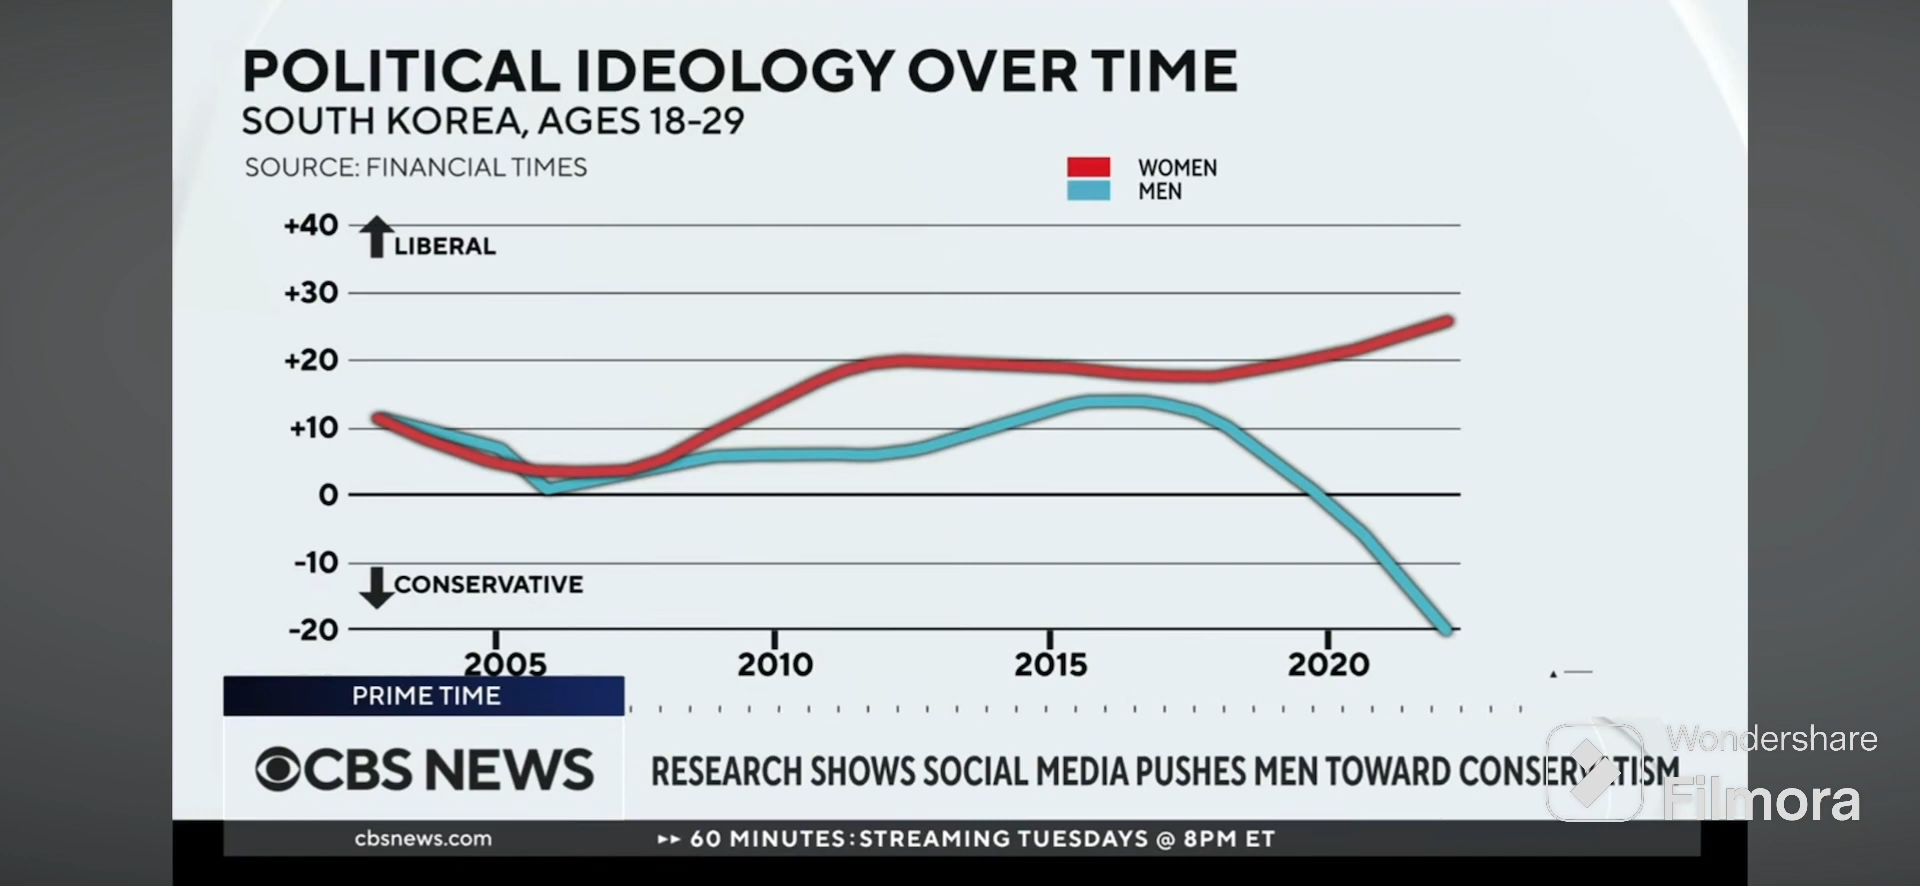 POLITICAL IDEOLOGY OVER TIME
SOUTH KOREA, AGES 18-29
SOURCE: FINANCIAL TIMES
WOMEN
MEN
+40
LIBERAL
+30
+20
+10
0
-10
CONSERVATIVE
-20
2005 2010 2015 2020
PRIME TIME
CBS NEWS
RESEARCH SHOWS SOCIAL MEDIA PUSHES MEN TOWARD CONSERVATISM
Wondershare
Filmora
cbsnews.com
60 MINUTES: STREAMING TUESDAYS @ 8PM ET